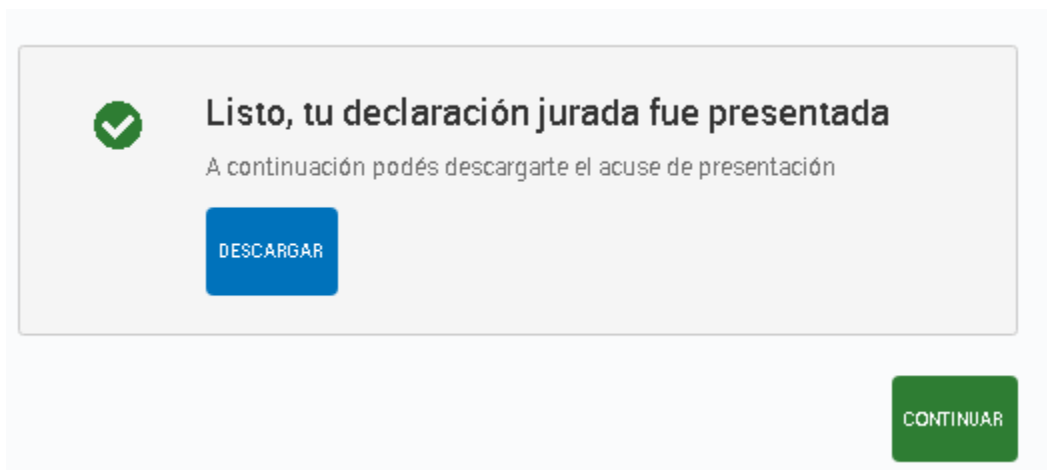 Listo, tu declaración jurada fue presentada
A continuación podés descargarte el acuse de presentación
DESCARGAR
CONTINUAR